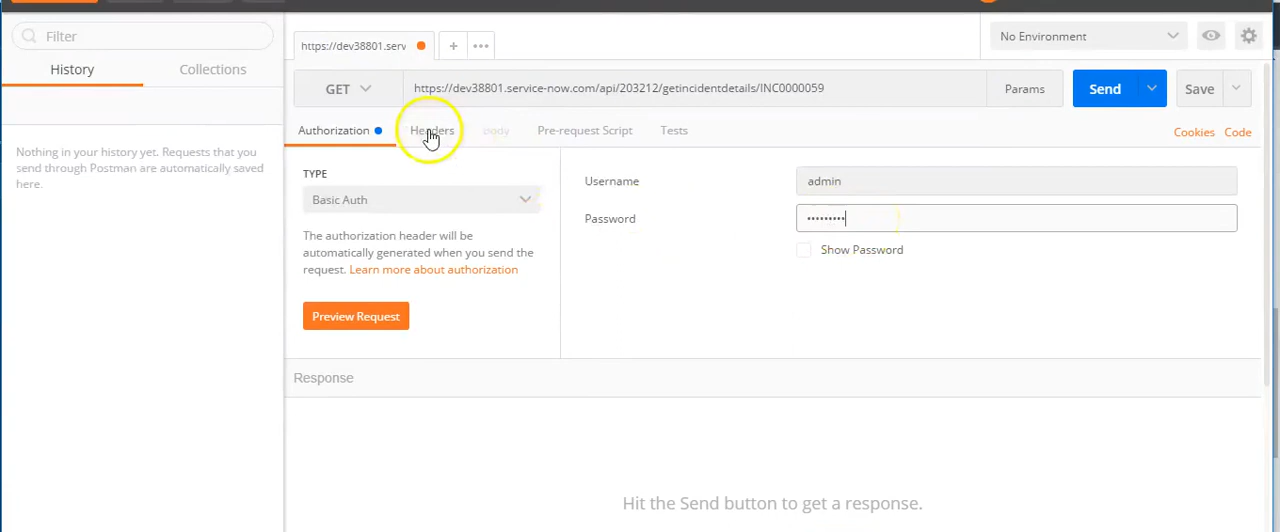 Filter
History Collections
Nothing in your history yet. Requests that you
send through Postman are automatically saved
here.
https://dev38801.serv + •••
No Environment
GET https://dev38801.service-now.com/api/203212/getincidentdetails/INC0000059 Params Send Save
Authorization Headers Body Pre-request Script Tests Cookies Code
TYPE
Basic Auth
The authorization header will be
automatically generated when you send the
request. Learn more about authorization
Preview Request
Username admin
Password •••••••••
Show Password
Response
Hit the Send button to get a response.